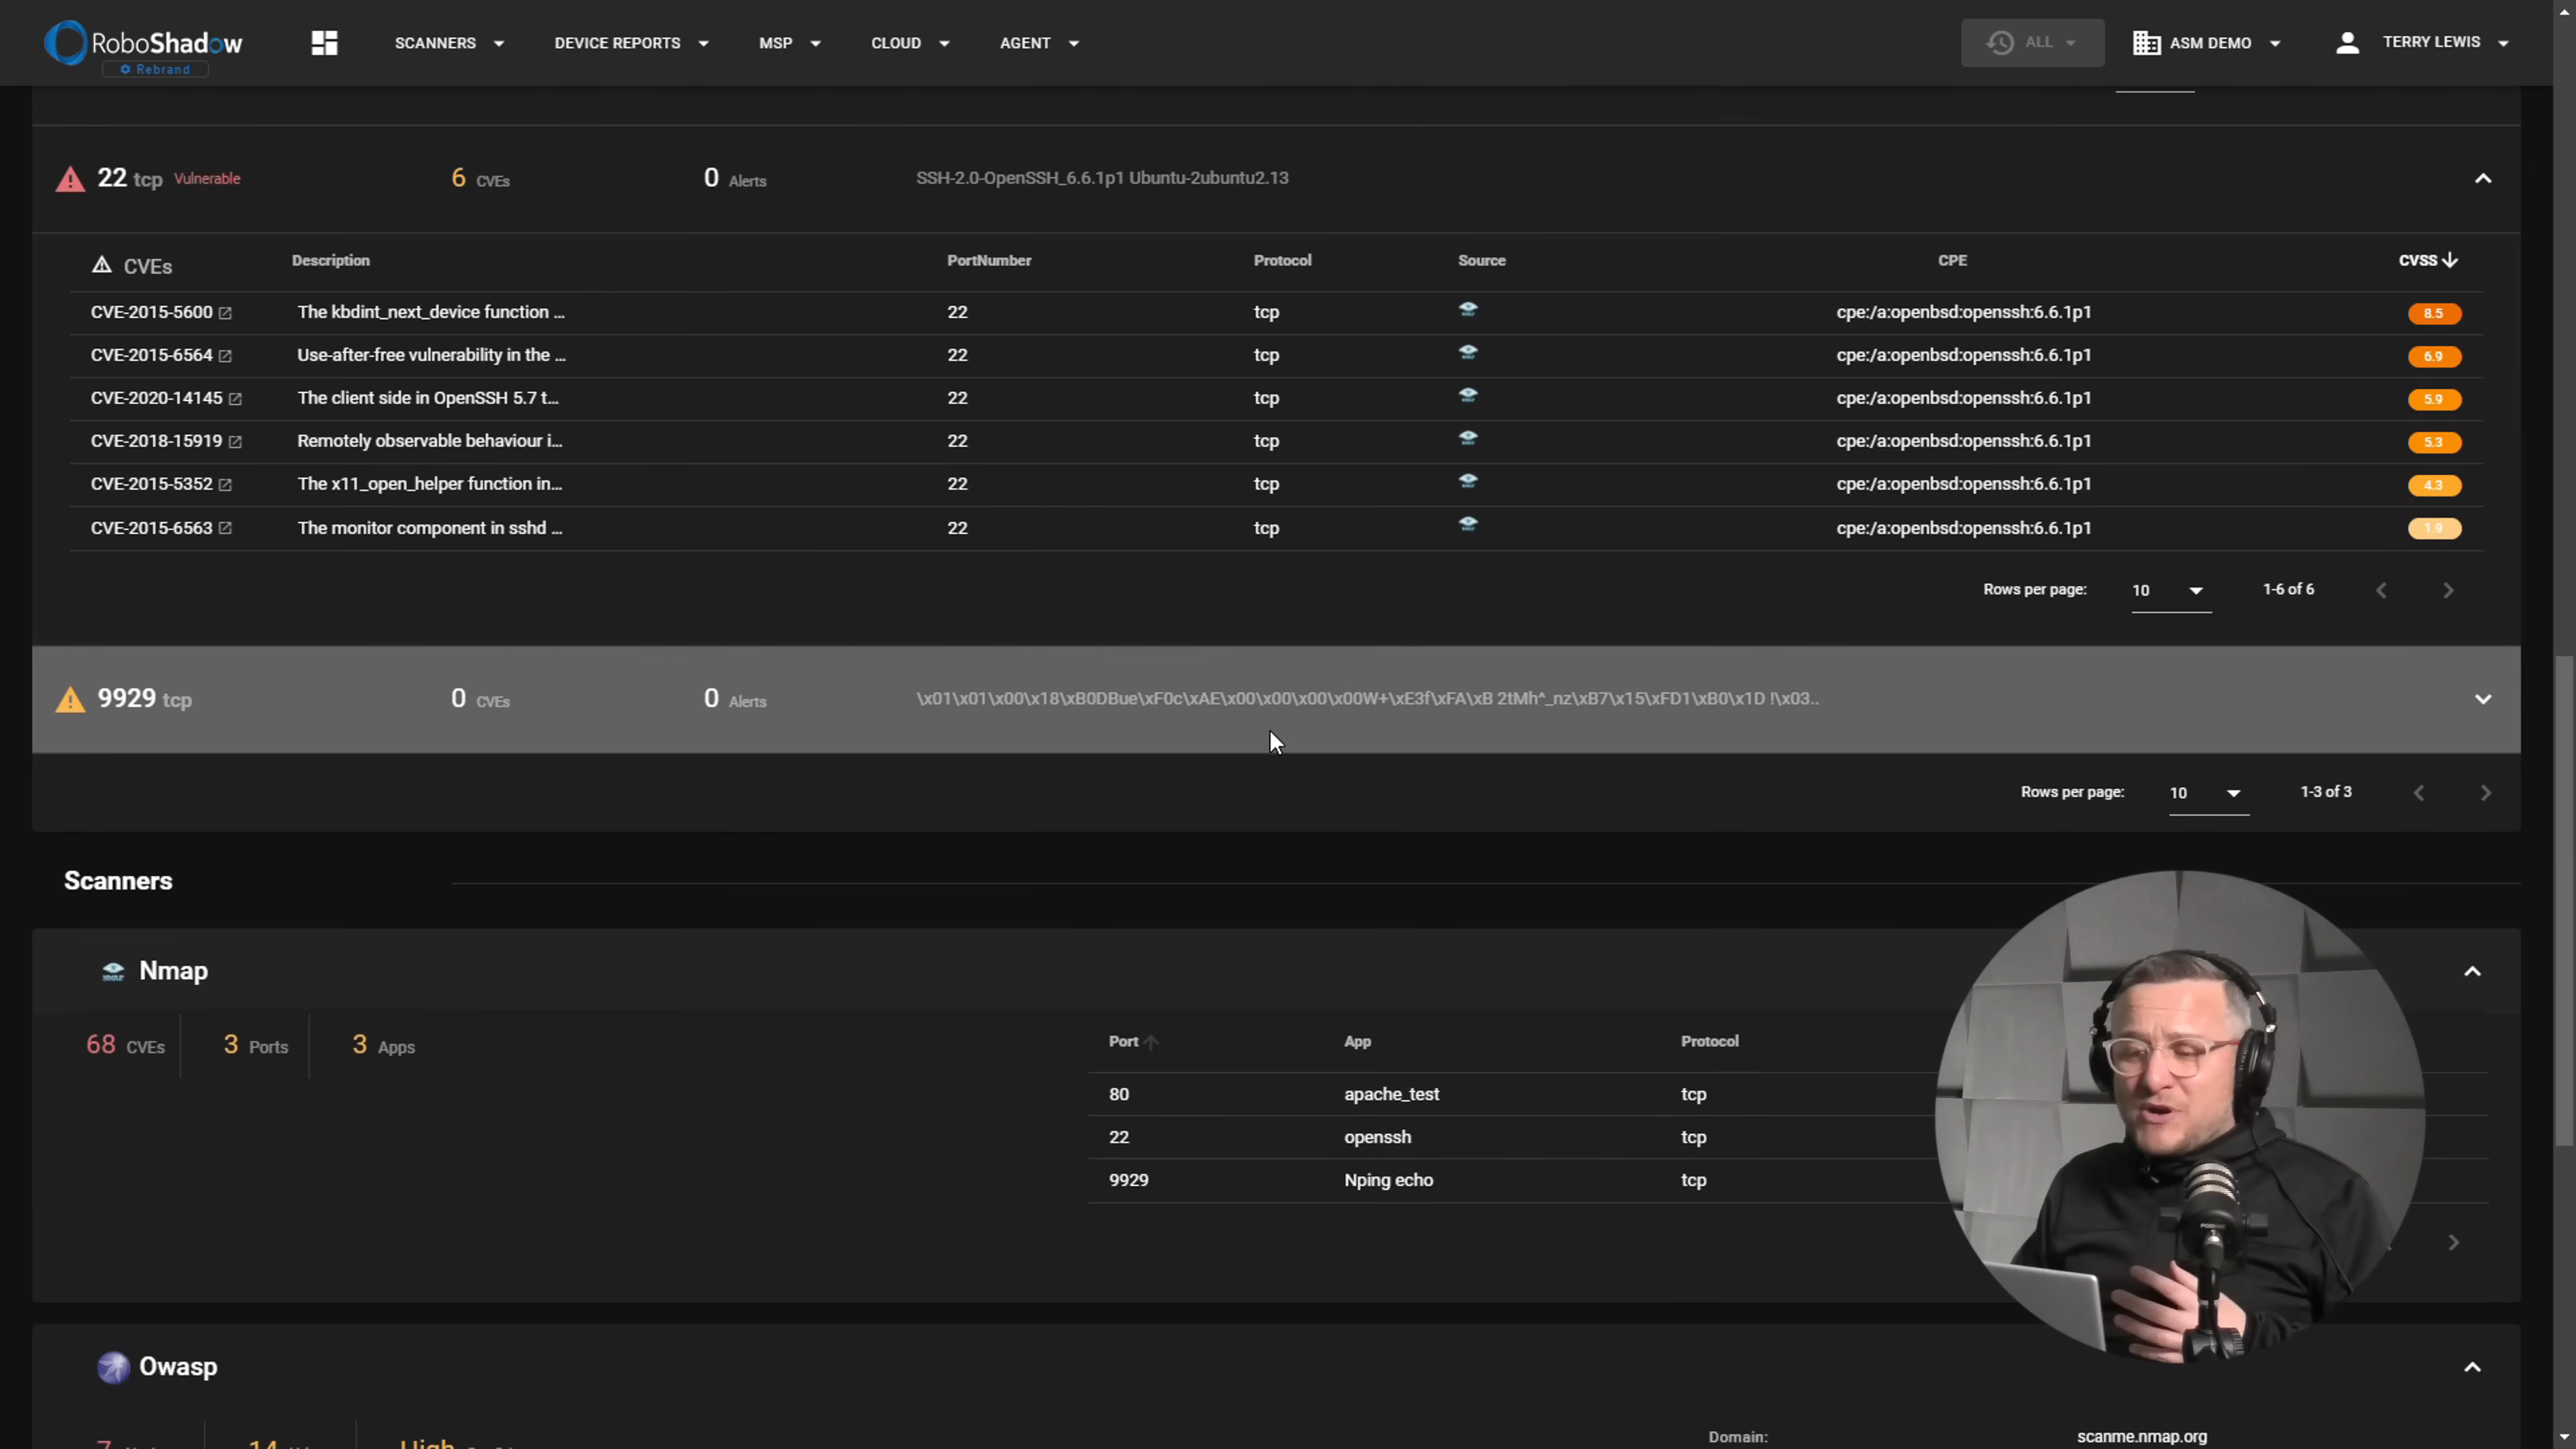 RoboShadow
Rebrand
SCANNERS
DEVICE REPORTS
MSP
CLOUD
AGENT
ALL
ASM DEMO
TERRY LEWIS
22 tcp Vulnerable 6 CVEs 0 Alerts SSH-2.0-OpenSSH_6.6.1p1 Ubuntu-2ubuntu2.13
CVEs Description PortNumber Protocol Source CPE CVSS
CVE-2015-5600 The kbdint_next_device function ... 22 tcp cpe:/a:openbsd:openssh:6.6.1p1 8.5
CVE-2015-6564 Use-after-free vulnerability in the ... 22 tcp cpe:/a:openbsd:openssh:6.6.1p1 6.9
CVE-2020-14145 The client side in OpenSSH 5.7 t... 22 tcp cpe:/a:openbsd:openssh:6.6.1p1 5.9
CVE-2018-15919 Remotely observable behaviour i... 22 tcp cpe:/a:openbsd:openssh:6.6.1p1 5.3
CVE-2015-5352 The x11_open_helper function in... 22 tcp cpe:/a:openbsd:openssh:6.6.1p1 4.3
CVE-2015-6563 The monitor component in sshd ... 22 tcp cpe:/a:openbsd:openssh:6.6.1p1 1.9
Rows per page: 10 1-6 of 6
9929 tcp 0 CVEs 0 Alerts \x01\x01\x00\x18\xB0DBue\xF0c\xAE\x00\x00\x00\x00W+\xE3f\xFA\xB 2tMh^_nz\xB7\x15\xFD1\xB0\x1D !\x03..
Rows per page: 10 1-3 of 3
Scanners
Nmap
68 CVEs 3 Ports 3 Apps
Port App Protocol
80 apache_test tcp
22 openssh tcp
9929 Nping echo tcp
Owasp
Domain: scanme.nmap.org